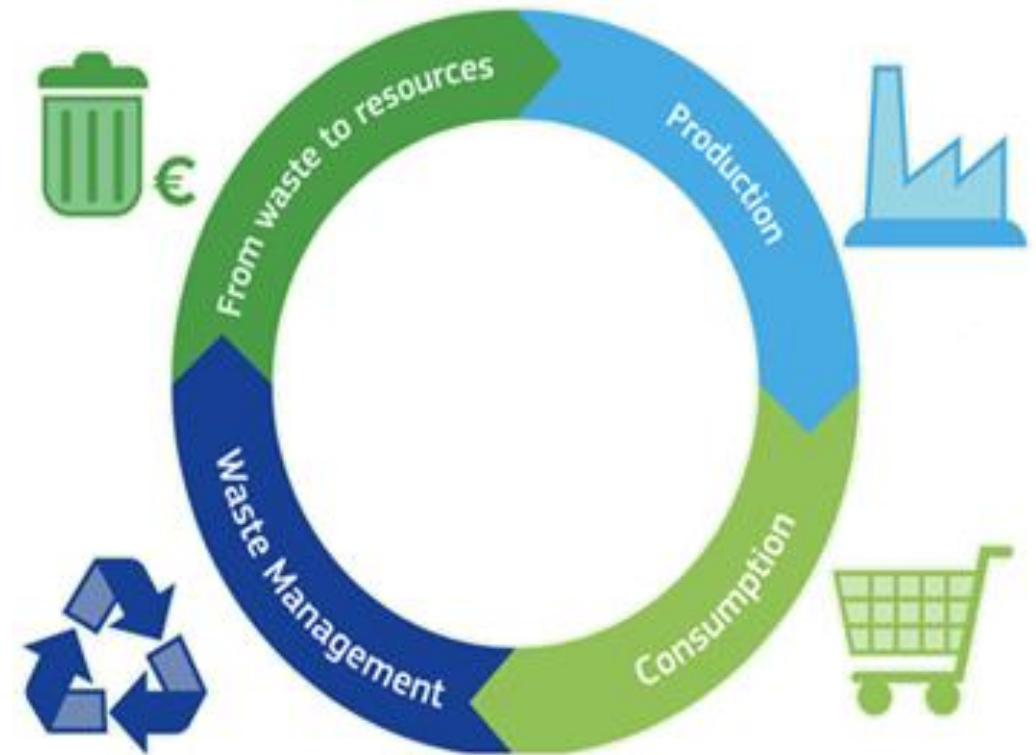 From waste to resources
Production
€
Waste Management
Consumption